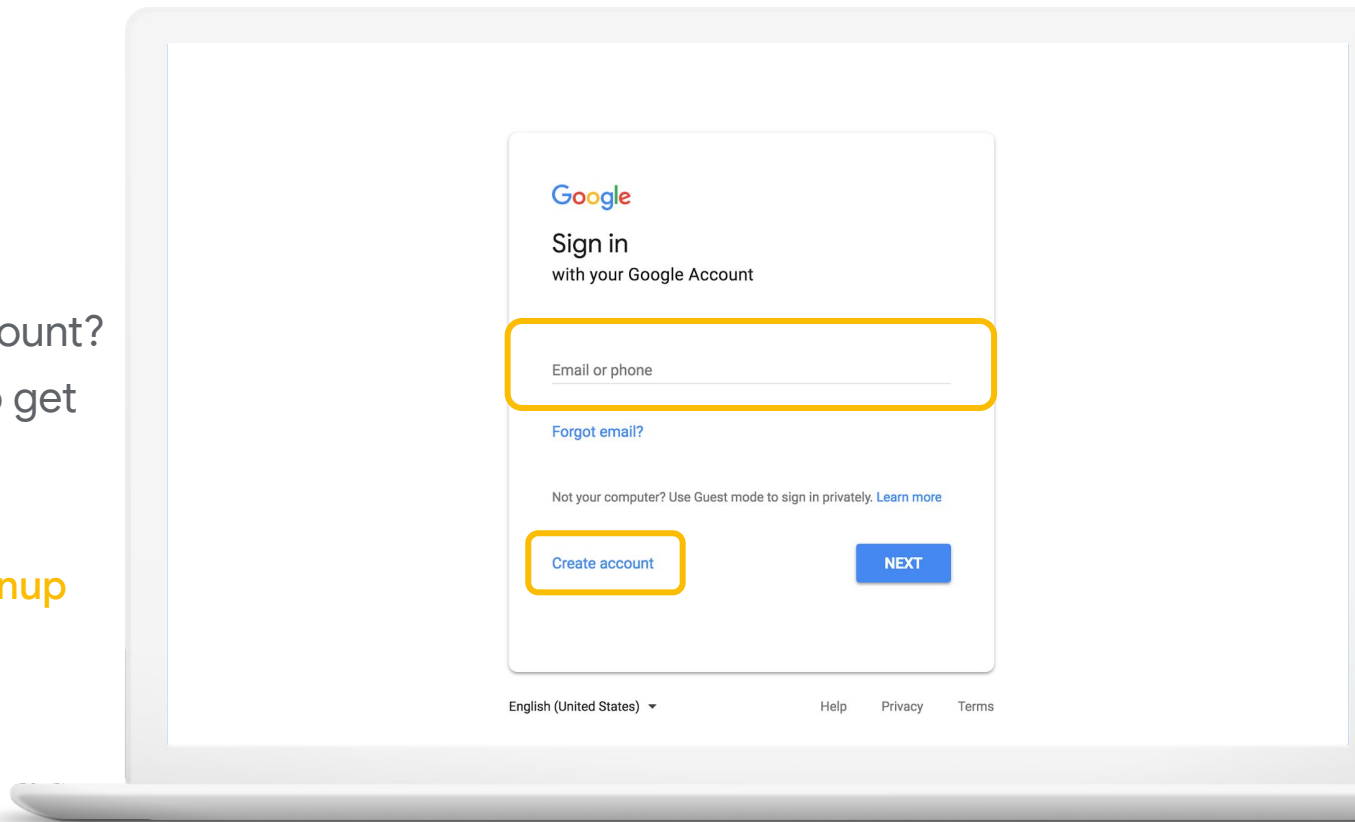 ount?
get
nup
Google
Sign in
with your Google Account
Email or phone
Forgot email?
Not your computer? Use Guest mode to sign in privately. Learn more
Create account
NEXT
English (United States)
Help Privacy Terms